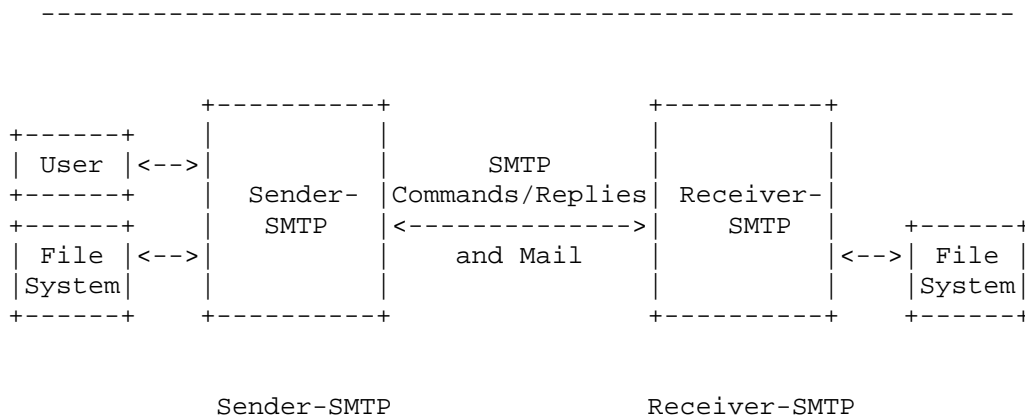 -------------------------------------------------------


            +----------+                +----------+
+------+    |          |                |          |
| User |<-->|          |      SMTP      |          |
+------+    |  Sender- |Commands/Replies| Receiver-|
+------+    |   SMTP   |<-------------->|   SMTP   |    +------+
| File |<-->|          |    and Mail    |          |<-->| File |
|System|    |          |                |          |    |System|
+------+    +----------+                +----------+    +------+


             Sender-SMTP                Receiver-SMTP